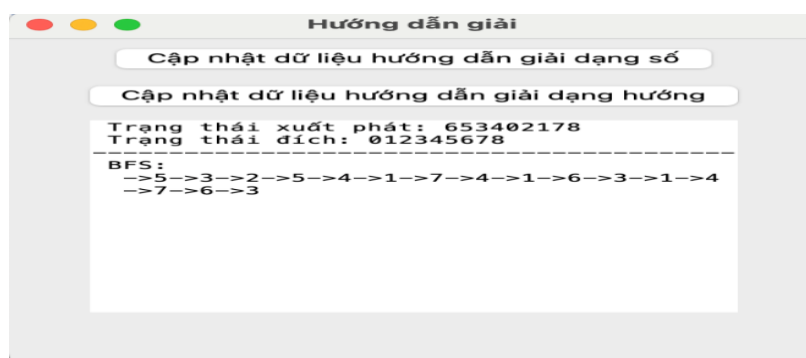 Hướng dẫn giải
Cập nhật dữ liệu hướng dẫn giải dạng số
Cập nhật dữ liệu hướng dẫn giải dạng hướng
Trạng thái xuất phát: 653402178
Trạng thái đích: 012345678
------------------------------------------------------
BFS:
->5->3->2->5->4->1->7->4->1->6->3->1->4
->7->6->3